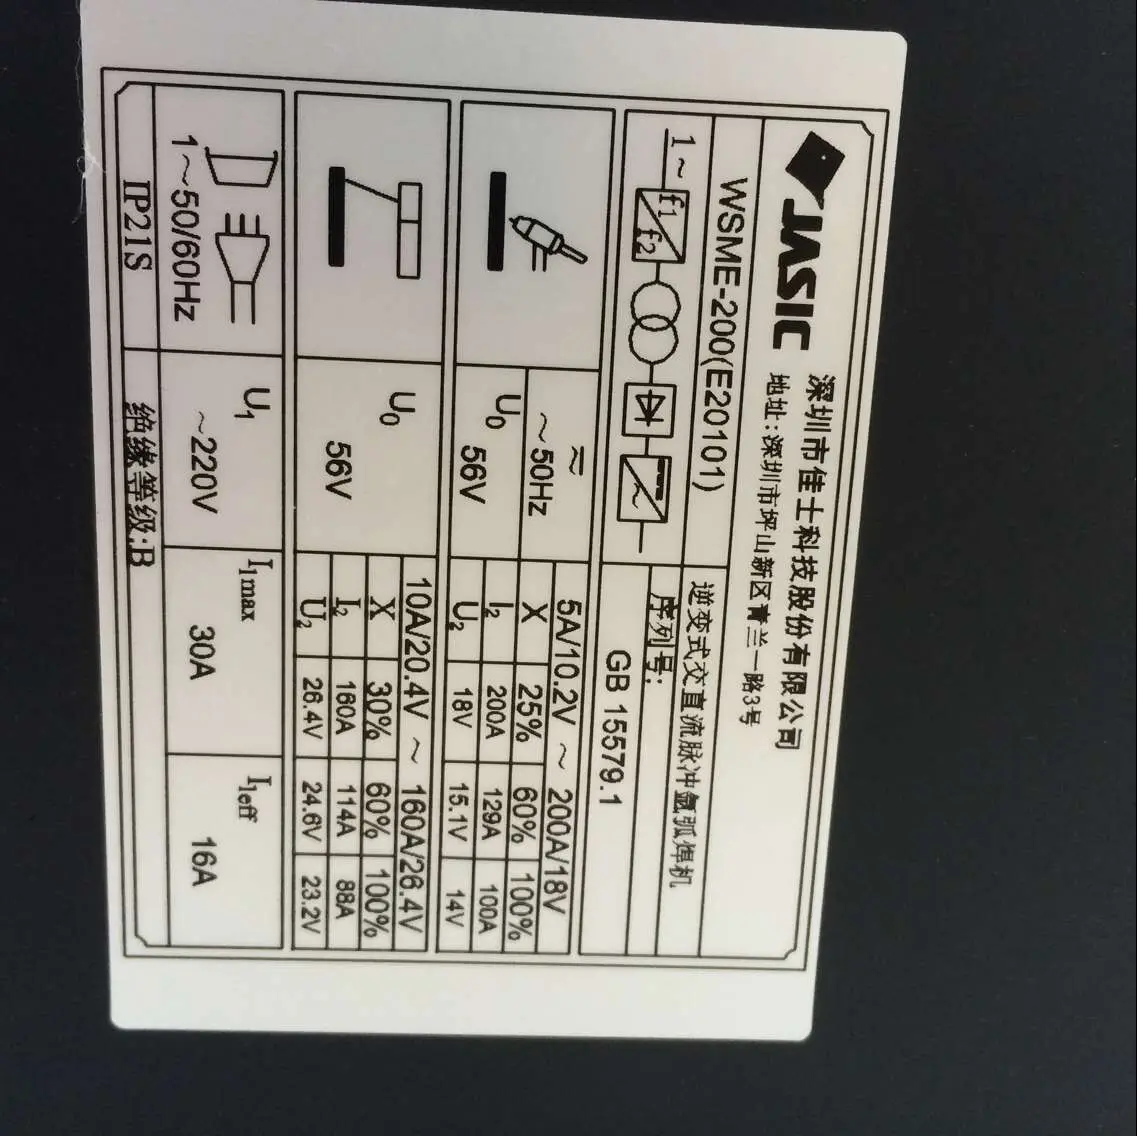 JASIC
深圳市佳士科技股份有限公司
地址:深圳市坪山新区青兰一路3号
WSME-200(E20101)
逆变式交直流脉冲氩弧焊机
序列号:
1~ f1 f2
GB 15579.1
≂
~50Hz
5A/10.2V ~ 200A/18V
U0 56V
X 25% 60% 100%
I2 200A 129A 100A
U2 18V 15.1V 14V
U0 56V
10A/20.4V ~ 160A/26.4V
X 30% 60% 100%
I2 160A 114A 88A
U2 26.4V 24.6V 23.2V
1~50/60Hz
U1 ~220V
I1max 30A
I1eff 16A
IP21S
绝缘等级:B